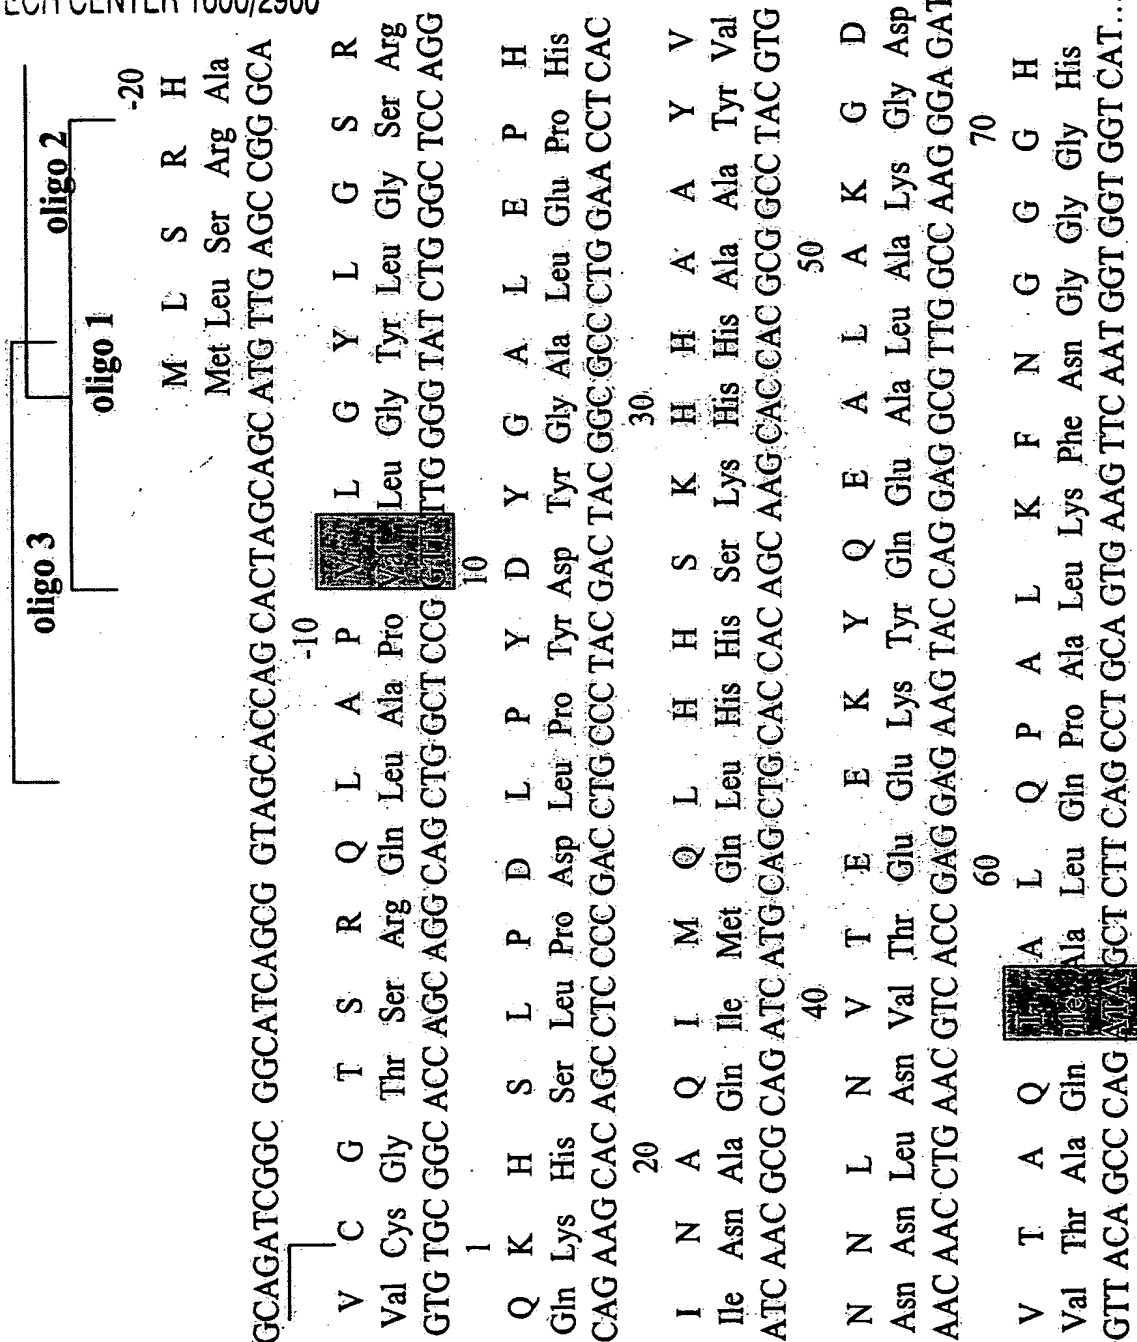 CENTER 1600/2900
oligo 3
oligo 2
oligo 1
-20
M L S R H
Met Leu Ser Arg Ala
GCAGATCGGC GGCATCAGCG GTAGCACCAG CACTAGCAGC ATG TTG AGC CGG GCA
-10
V C G T S R Q L A P V L G Y L G S R
Val Cys Gly Thr Ser Arg Gln Leu Ala Pro Val Leu Gly Tyr Leu Gly Ser Arg
GTG TGC GGC ACC AGC AGG CAG CTG GCT CCG GTT TTG GGG TAT CTG GGC TCC AGG
1 10
Q K H S L P D L P Y D Y G A L E P H
Gln Lys His Ser Leu Pro Asp Leu Pro Tyr Asp Tyr Gly Ala Leu Glu Pro His
CAG AAG CAC AGC CTC CCC GAC CTG CCC TAC GAC TAC GGC GCC CTG GAA CCT CAC
20 30
I N A Q I M Q L H H S K H H A A Y V
Ile Asn Ala Gln Ile Met Gln Leu His His Ser Lys His His Ala Ala Tyr Val
ATC AAC GCG CAG ATC ATG CAG CTG CAC CAC AGC AAG CAC CAC GCG GCC TAC GTG
40 50
N N L N V T E E K Y Q E A L A K G D
Asn Asn Leu Asn Val Thr Glu Glu Lys Tyr Gln Glu Ala Leu Ala Lys Gly Asp
AAC AAC CTG AAC GTC ACC GAG GAG AAG TAC CAG GAG GCG TTG GCC AAG GGA GAT
60 70
V T A Q I A L Q P A L K F N G G G H
Val Thr Ala Gln Ile Ala Leu Gln Pro Ala Leu Lys Phe Asn Gly Gly Gly His
GTT ACA GCC CAG ATA GCT CTT CAG CCT GCA GTG AAG TTC AAT GGT GGT GGT CAT...